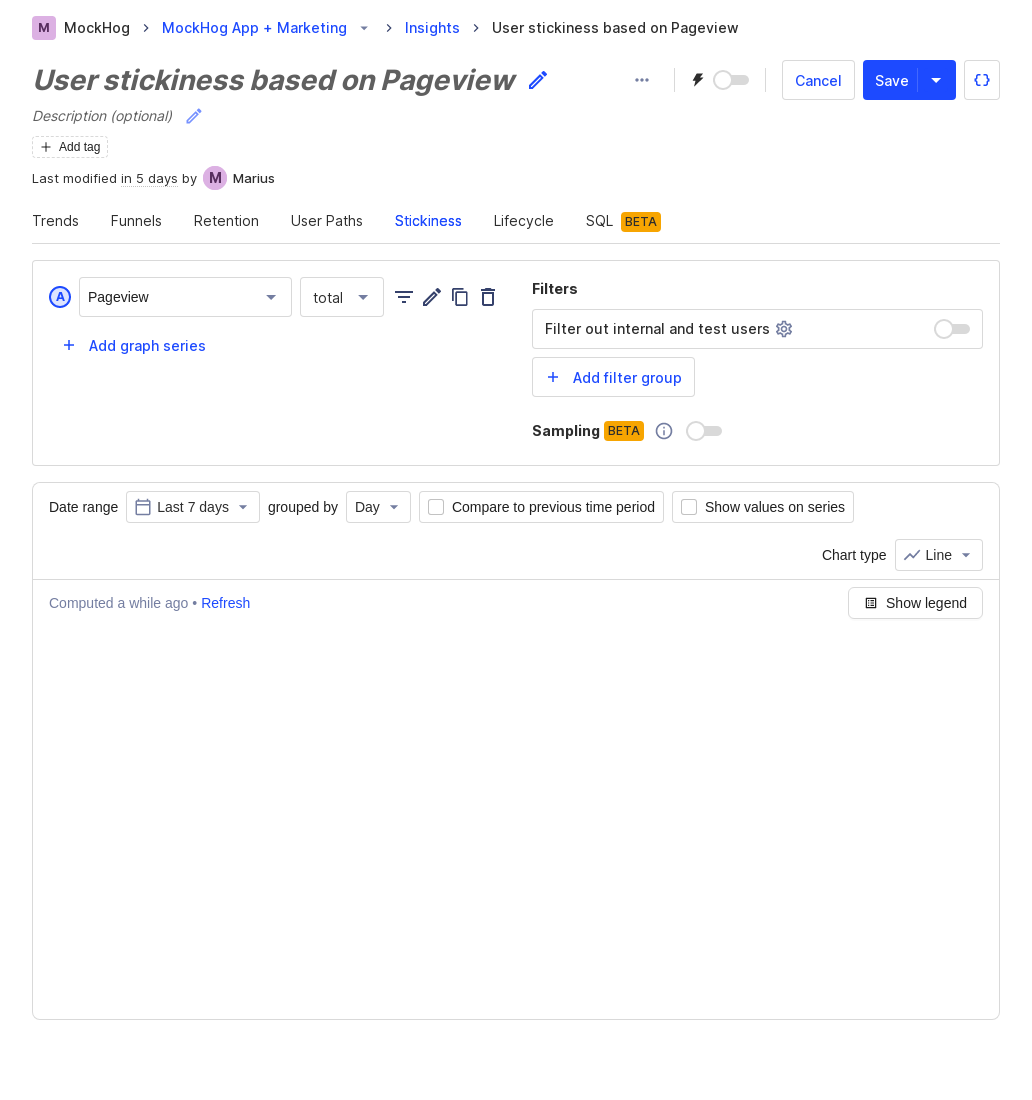 M MockHog MockHog App + Marketing Insights User stickiness based on Pageview
User stickiness based on Pageview
Cancel Save
Description (optional)
Add tag
Last modified in 5 days by M Marius
Trends Funnels Retention User Paths Stickiness Lifecycle SQL BETA
A Pageview total
Add graph series
Filters
Filter out internal and test users
Add filter group
Sampling BETA
Date range Last 7 days grouped by Day Compare to previous time period Show values on series
Chart type Line
Computed a while ago • Refresh
Show legend